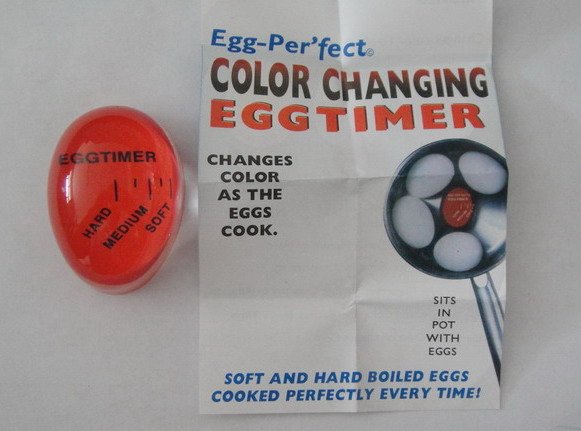 Egg-Per'fect©
COLOR CHANGING
EGGTIMER
CHANGES
COLOR
AS THE
EGGS
COOK.
SITS
IN
POT
WITH
EGGS
SOFT AND HARD BOILED EGGS
COOKED PERFECTLY EVERY TIME!
EGGTIMER
HARD
MEDIUM
SOFT